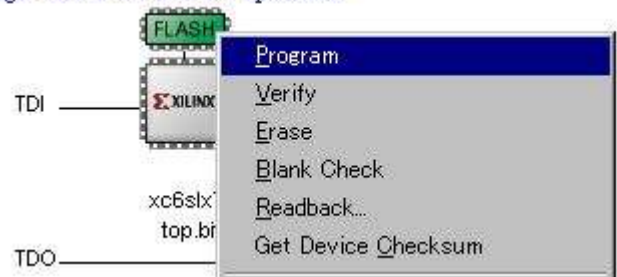 FLASH
TDI
XILINX
Program
Verify
Erase
Blank Check
Readback...
Get Device Checksum
xc6slx
top.bi
TDO